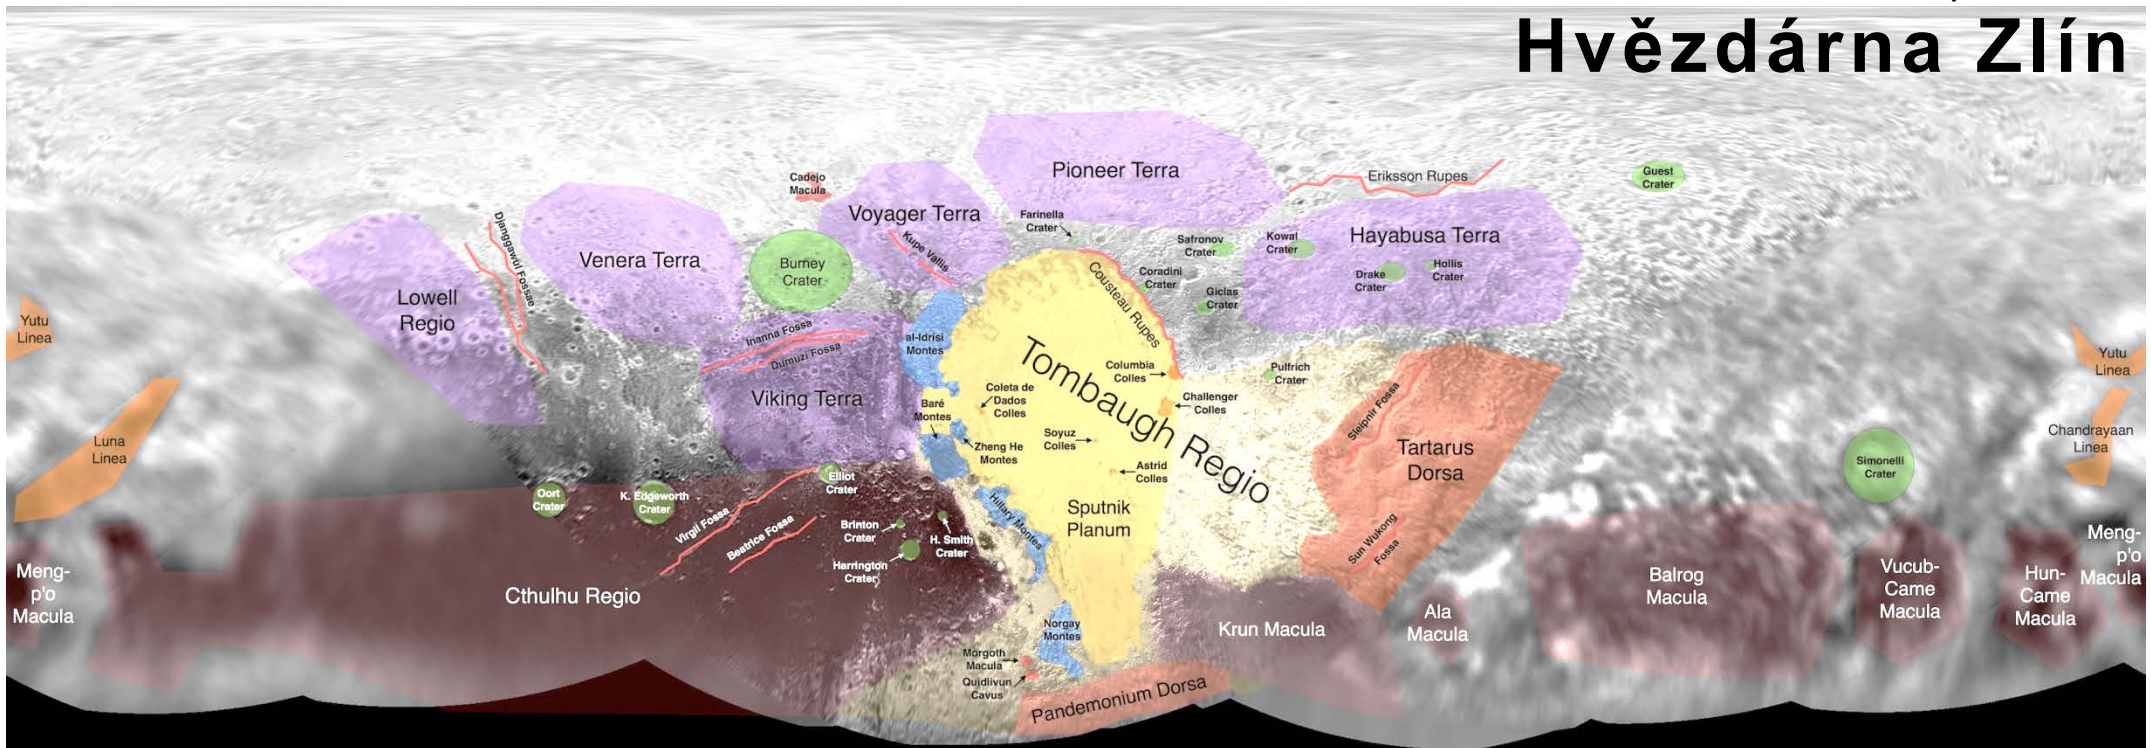 Hvězdárna Zlín
Pioneer Terra
Cadejo
Macula
Eriksson Rupes
Guest
Crater
Voyager Terra
Farinella
Crater
Djanggawul Fossae
Kupe Vallis
Safronov
Crater
Kowal
Crater
Hayabusa Terra
Venera Terra
Burney
Crater
Coradini
Crater
Drake
Crater
Hollis
Crater
Giclas
Crater
Cousteau Rupes
Lowell
Regio
Yutu
Linea
Inanna Fossa
Dumuzi Fossa
al-Idrisi
Montes
Tombaugh Regio
Columbia
Colles
Pulfrich
Crater
Yutu
Linea
Viking Terra
Coleta de
Dados
Colles
Baré
Montes
Challenger
Colles
Sleipnir Fossa
Luna
Linea
Soyuz
Colles
Zheng He
Montes
Astrid
Colles
Tartarus
Dorsa
Chandrayaan
Linea
Simonelli
Crater
Oort
Crater
K. Edgeworth
Crater
Elliot
Crater
Virgil Fossa
Beatrice Fossa
Brinton
Crater
H. Smith
Crater
Harrington
Crater
Hillary Montes
Sputnik
Planum
Sun Wukong
Fossa
Meng-
p'o
Macula
Cthulhu Regio
Krun Macula
Ala
Macula
Balrog
Macula
Vucub-
Came
Macula
Hun-
Came
Macula
Meng-
p'o
Macula
Norgay
Montes
Morgoth
Macula
Quidlivun
Cavus
Pandemonium Dorsa